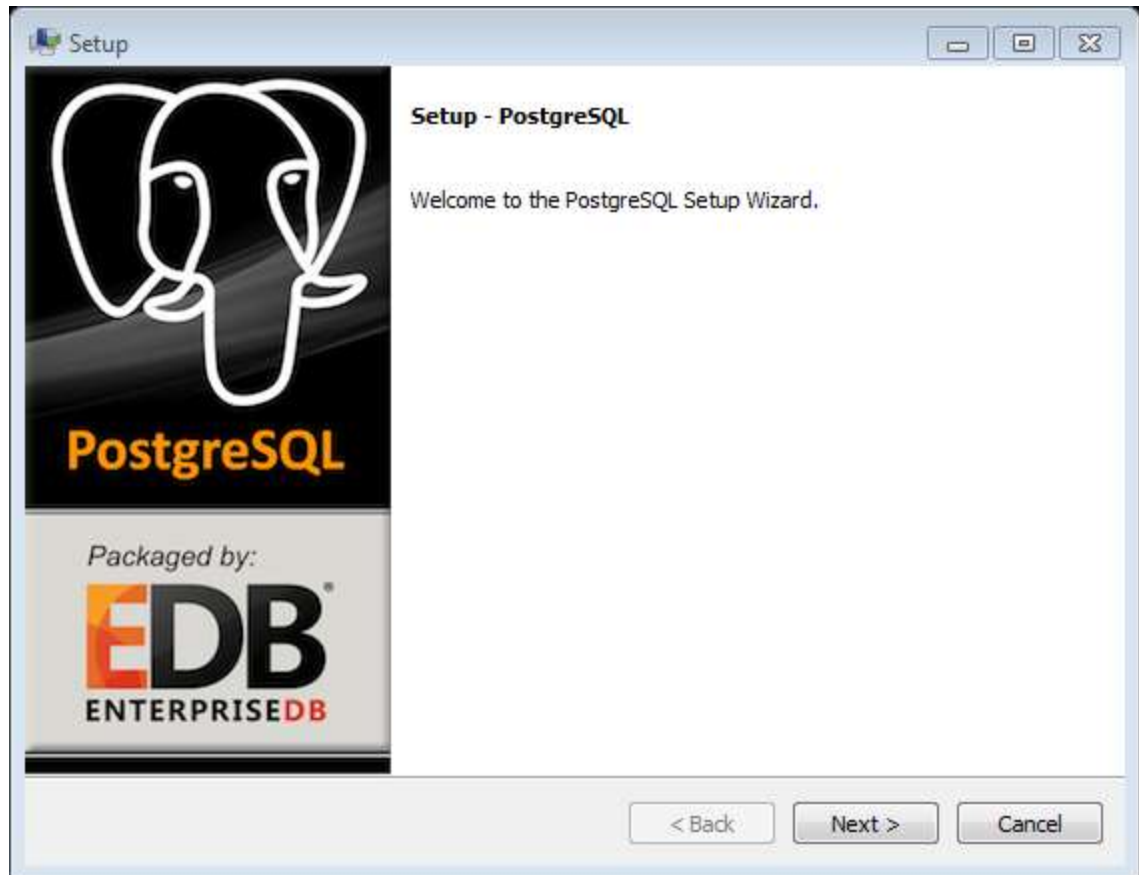 Setup
Setup - PostgreSQL
Welcome to the PostgreSQL Setup Wizard.
PostgreSQL
Packaged by:
EDB®
ENTERPRISEDB
< Back
Next >
Cancel